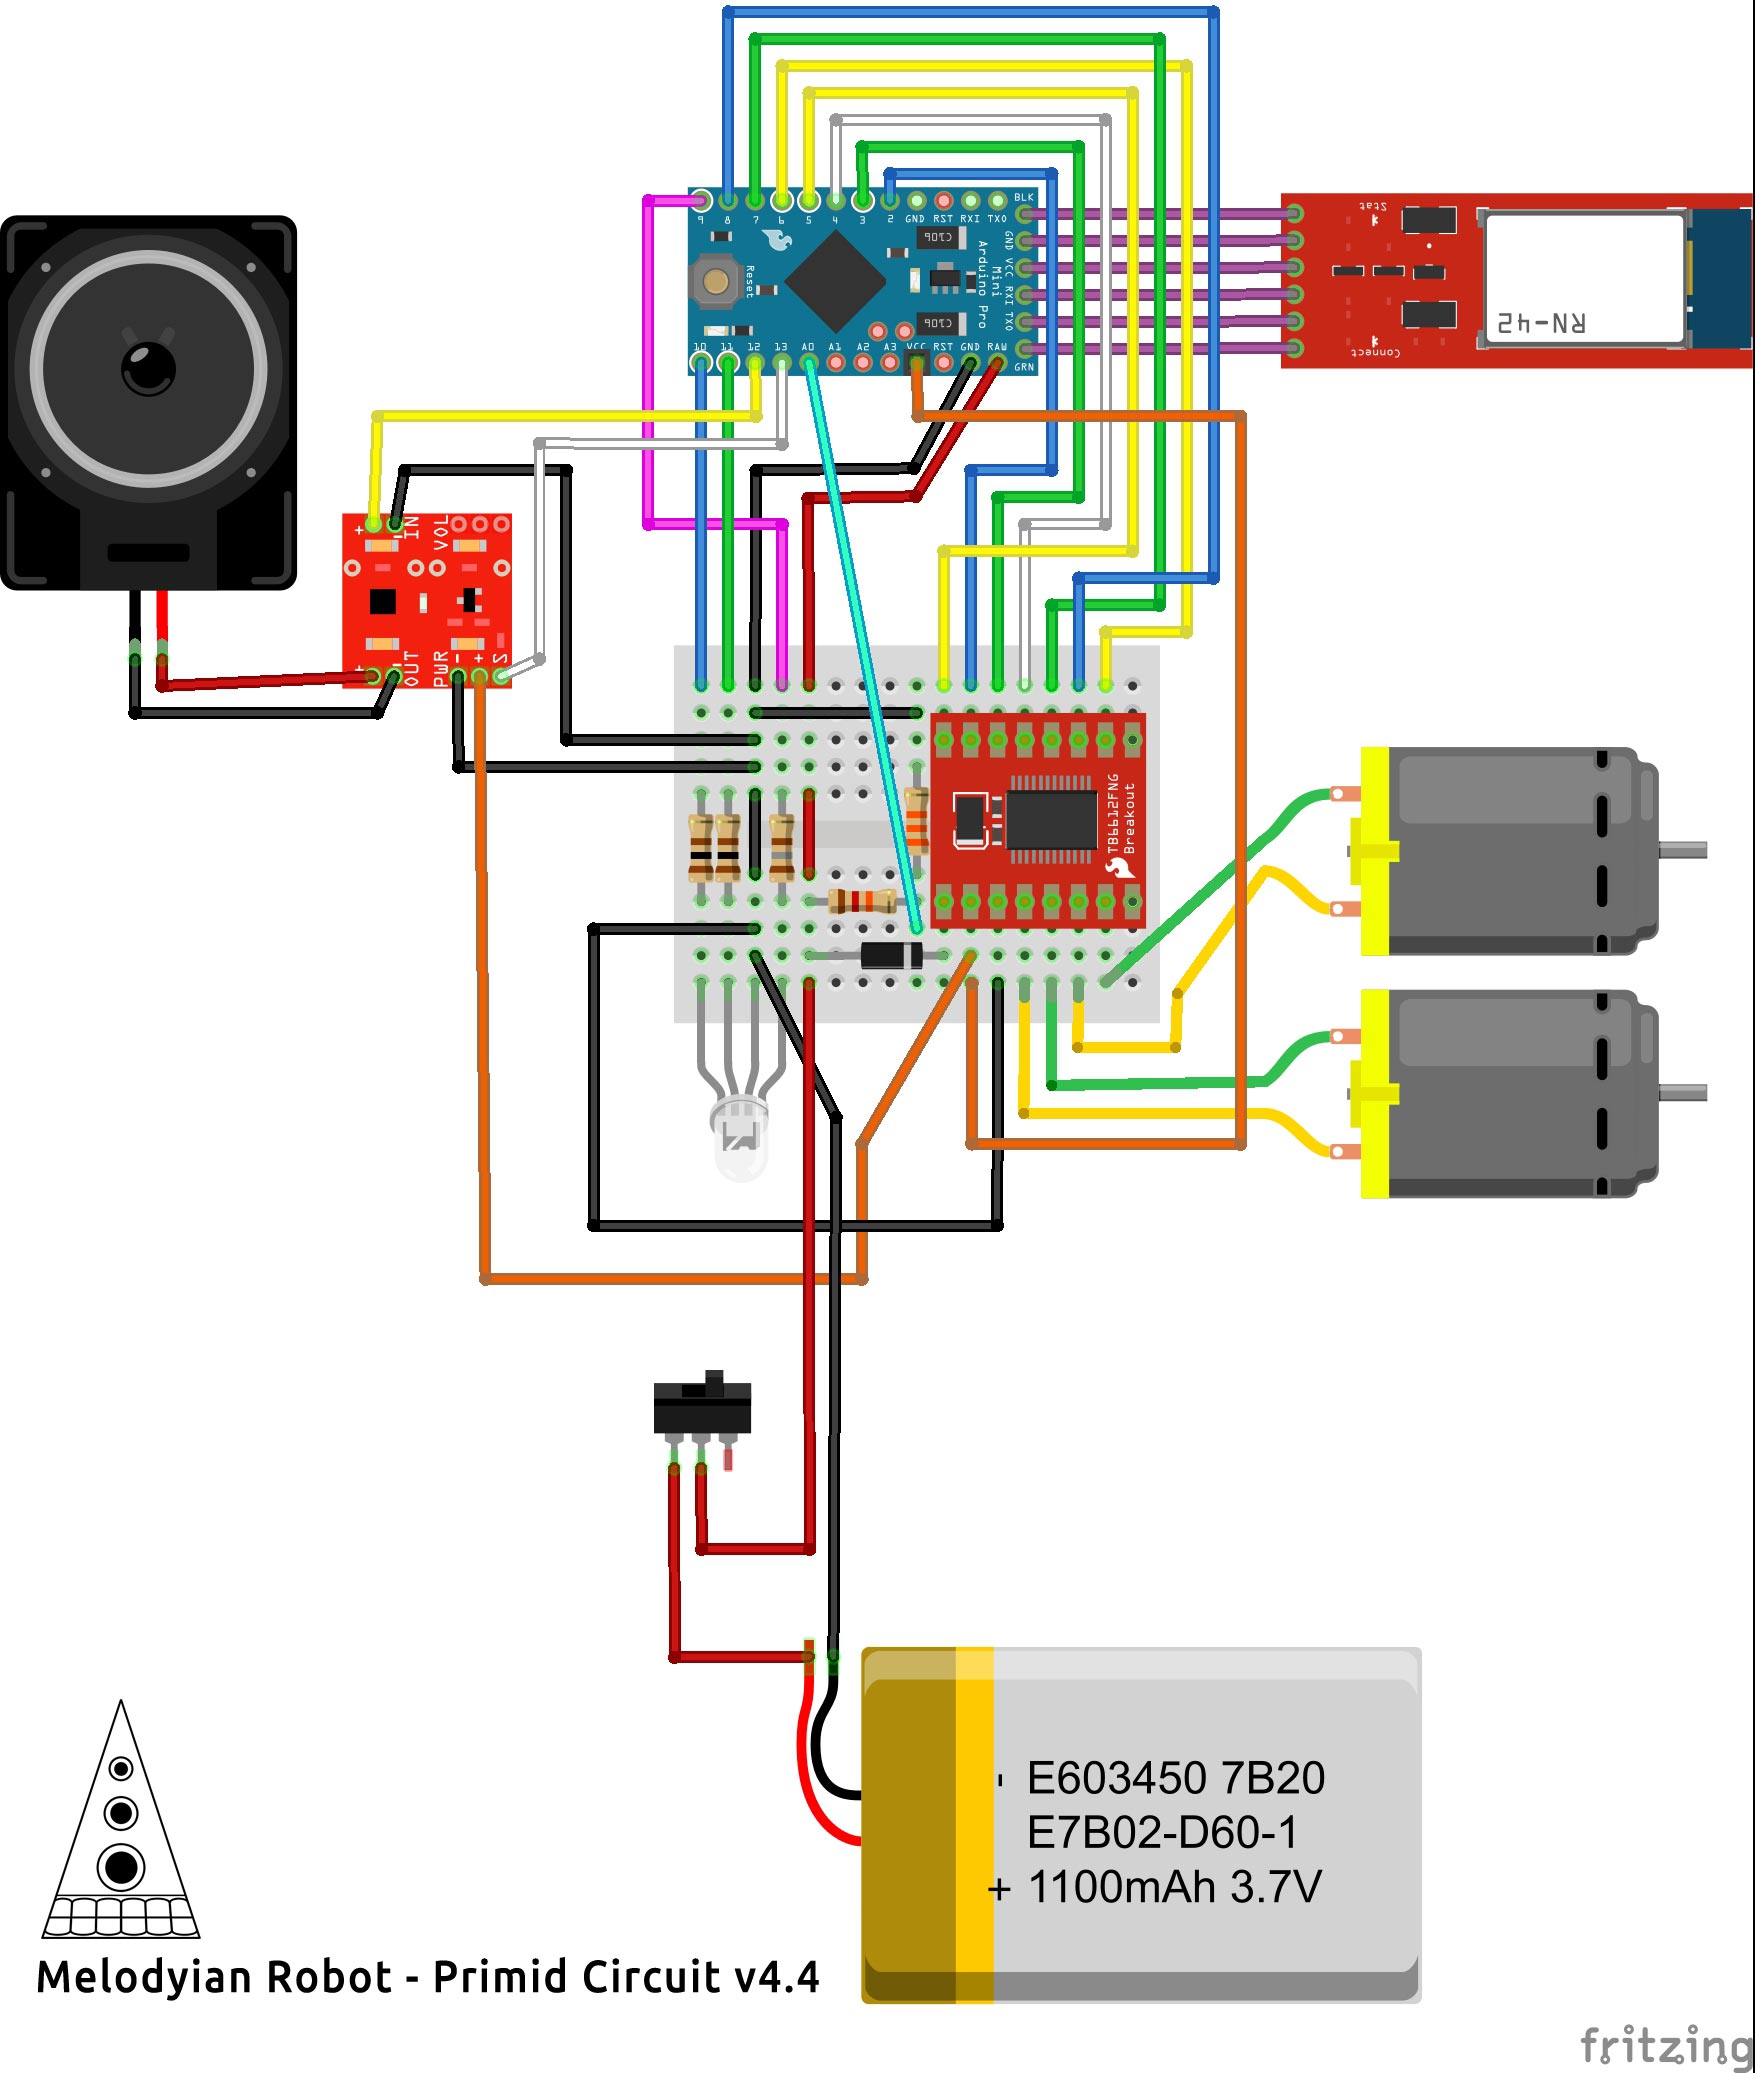 9 8 7 6 5 4 3 2 GND RST RXI TXO
BLK
GND
VCC
RXI
TXO
GRN
Reset
Arduino Pro
Mini
10 11 12 13 A0 A1 A2 A3 VCC RST GND RAW
Stat
Connect
RN-42
+ - IN
VOL
+ - OUT
PWR - + S
TB6612FNG
Breakout
- E603450 7B20
E7B02-D60-1
+ 1100mAh 3.7V
Melodyian Robot - Primid Circuit v4.4
fritzing